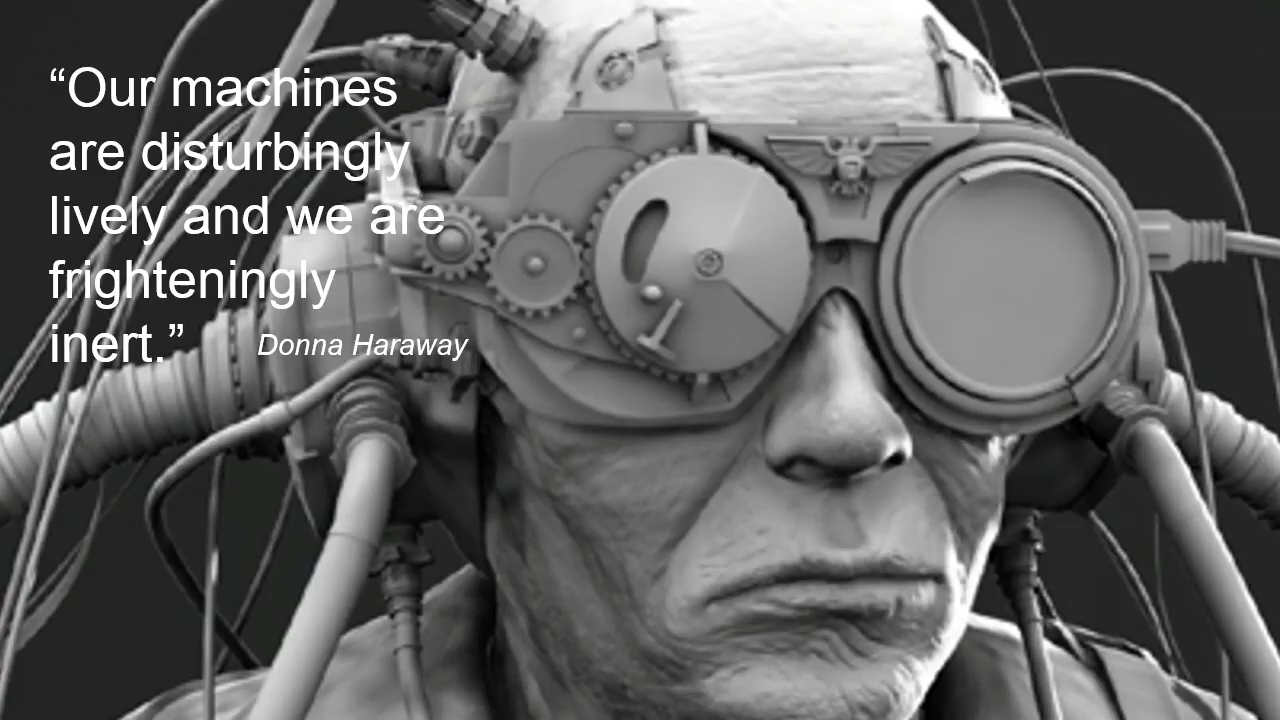 “Our machines
are disturbingly
lively and we are
frighteningly
inert.”
Donna Haraway